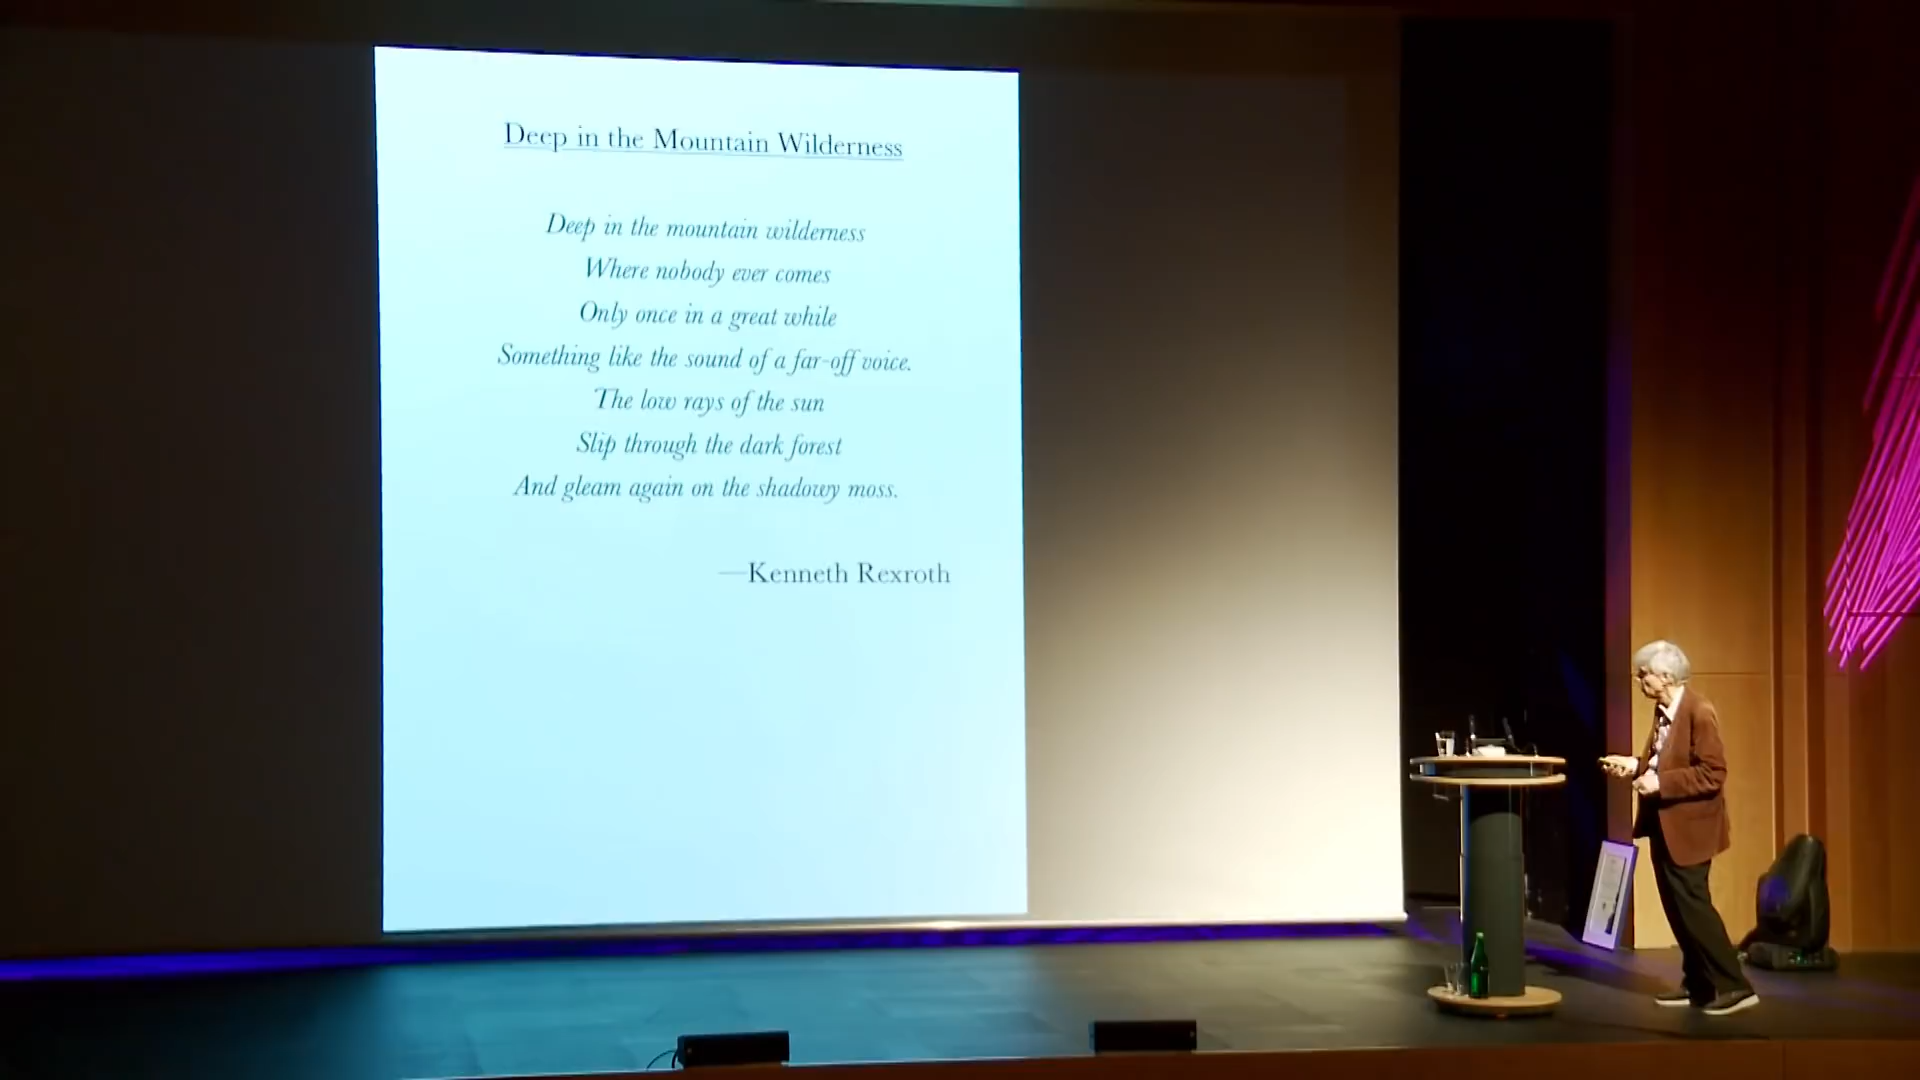 Deep in the Mountain Wilderness
Deep in the mountain wilderness
Where nobody ever comes
Only once in a great while
Something like the sound of a far-off voice.
The low rays of the sun
Slip through the dark forest
And gleam again on the shadowy moss.
—Kenneth Rexroth